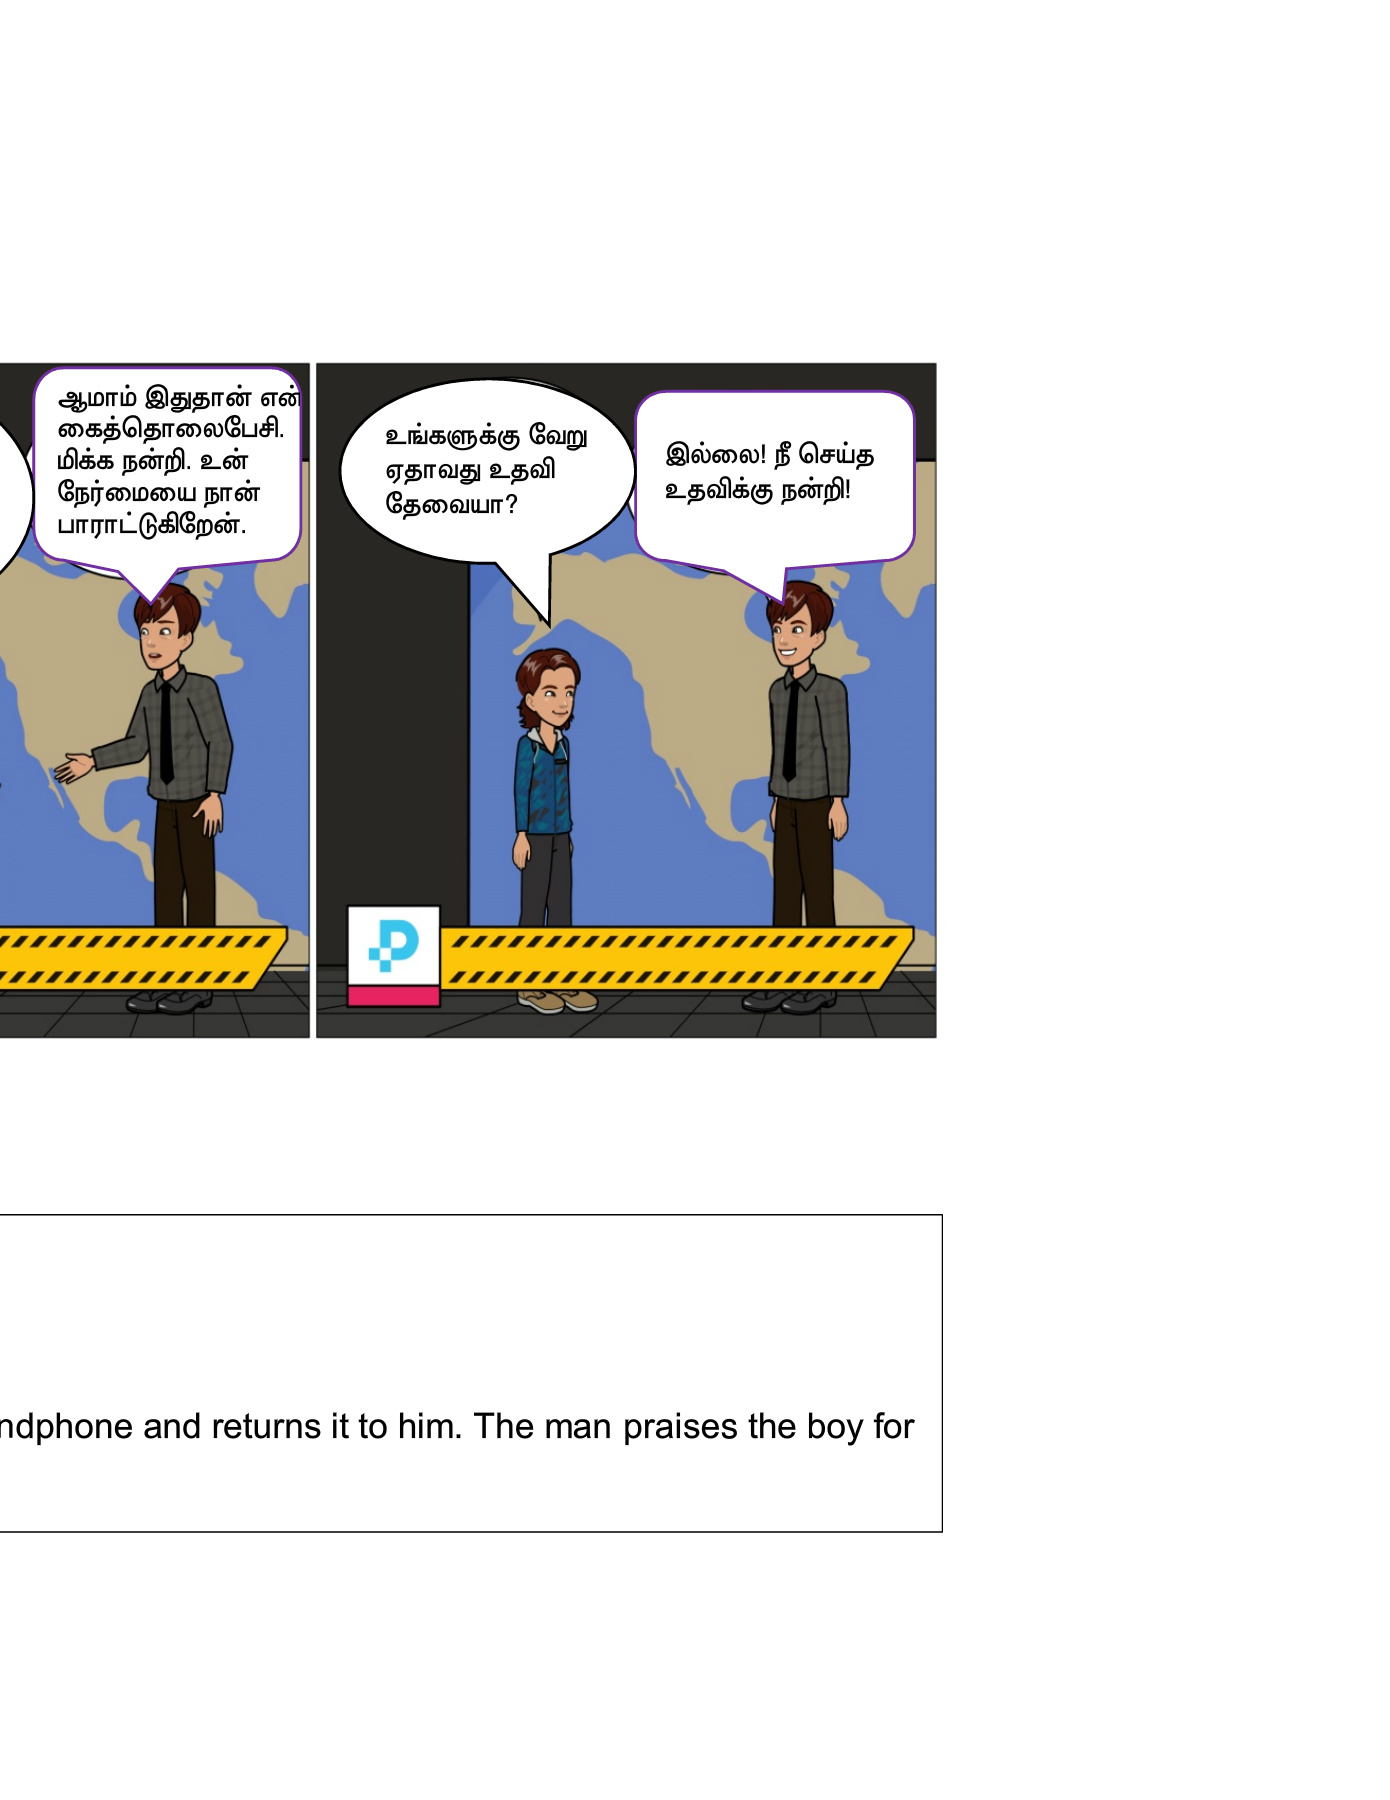 ஆமாம் இதுதான் என்
கைத்தொலைபேசி.
மிக்க நன்றி. உன்
நேர்மையை நான்
பாராட்டுகிறேன்.
உங்களுக்கு வேறு
ஏதாவது உதவி
தேவையா?
இல்லை! நீ செய்த
உதவிக்கு நன்றி!
ndphone and returns it to him. The man praises the boy for